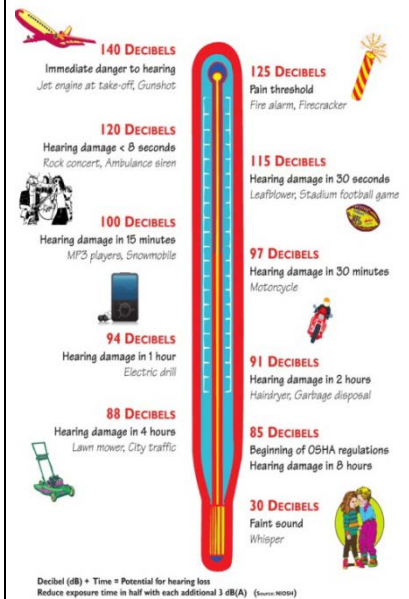 140 DECIBELS
Immediate danger to hearing
Jet engine at take-off, Gunshot
125 DECIBELS
Pain threshold
Fire alarm, Firecracker
120 DECIBELS
Hearing damage < 8 seconds
Rock concert, Ambulance siren
115 DECIBELS
Hearing damage in 30 seconds
Leafblower, Stadium football game
100 DECIBELS
Hearing damage in 15 minutes
MP3 players, Snowmobile
97 DECIBELS
Hearing damage in 30 minutes
Motorcycle
94 DECIBELS
Hearing damage in 1 hour
Electric drill
91 DECIBELS
Hearing damage in 2 hours
Hairdryer, Garbage disposal
88 DECIBELS
Hearing damage in 4 hours
Lawn mower, City traffic
85 DECIBELS
Beginning of OSHA regulations
Hearing damage in 8 hours
30 DECIBELS
Faint sound
Whisper
Decibel (dB) + Time = Potential for hearing loss
Reduce exposure time in half with each additional 3 dB(A) (Source: NIOSH)